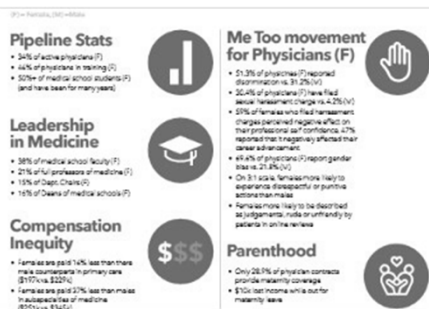 (F) = Female, (M) = Male
Pipeline Stats
• 34% of active physicians (F)
• 46% of physicians in training (F)
• 50%+ of medical school students (F)
(and have been for many years)
Leadership
in Medicine
• 38% of medical school faculty (F)
• 21% of full professors of medicine (F)
• 15% of Dept. Chairs (F)
• 16% of Deans of medical schools (F)
Compensation
Inequity
• Females are paid 16% less than there
male counterparts in primary care
($197k vs. $229k)
• Females are paid 37% less than males
in subspecialties of medicine
$$$
Me Too movement
for Physicians (F)
• 51.3% of physicians (F) reported
discrimination vs. 31.2% (M)
• 30.4% of physicians (F) have filed
sexual harassment charge vs. 4.2% (M)
• 59% of females who filed harassment
charges perceived negative effect on
their professional self confidence. 47%
reported that it negatively affected their
career advancement
• 69.6% of physicians (F) report gender
bias vs. 21.8% (M)
• On 3:1 scale, females more likely to
experience disrespectful or punitive
actions than males
• Females more likely to be described
as judgemental, rude or unfriendly by
patients in online reviews
Parenthood
• Only 28.9% of physician contracts
provide maternity coverage
• $10k lost income while out for
maternity leave